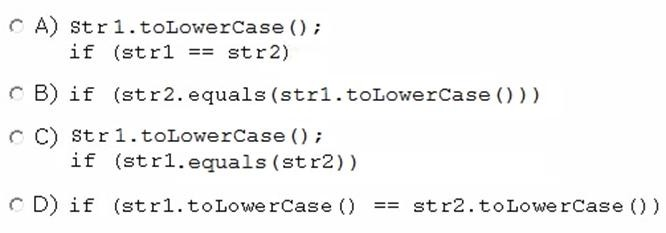 A) Str1.toLowerCase();
if (str1 == str2)
B) if (str2.equals(str1.toLowerCase()))
C) Str1.toLowerCase();
if (str1.equals(str2))
D) if (str1.toLowerCase() == str2.toLowerCase())